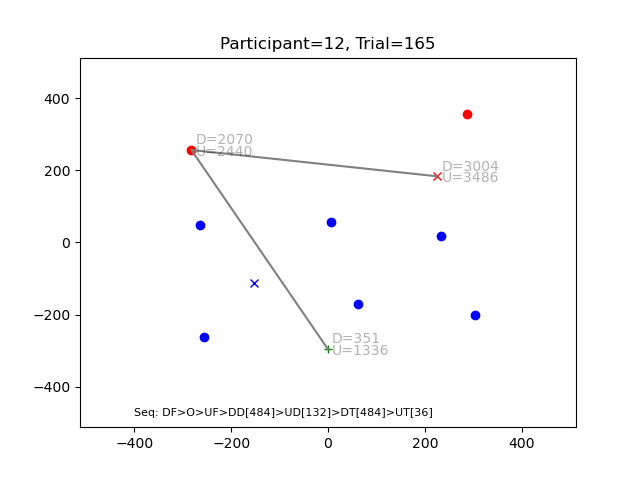 Participant=12, Trial=165
400
200
0
−200
−400
D=2070
U=2440
D=3004
U=3486
D=351
U=1336
Seq: DF>O>UF>DD[484]>UD[132]>DT[484]>UT[36]
−400
−200
0
200
400